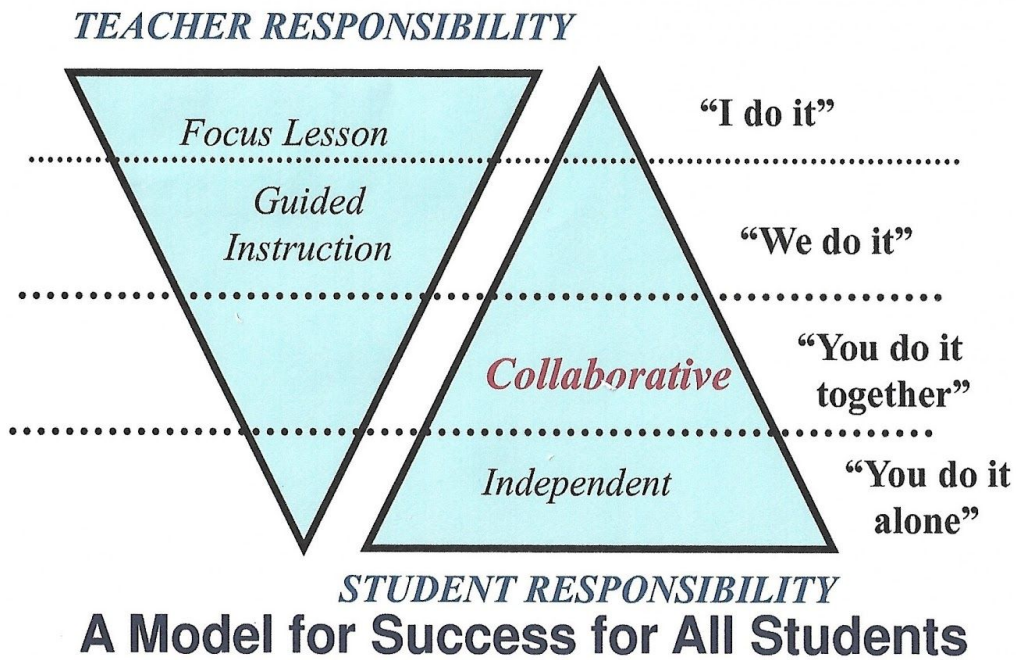 TEACHER RESPONSIBILITY
Focus Lesson
“I do it”
Guided
Instruction
“We do it”
Collaborative
“You do it
together”
Independent
“You do it
alone”
STUDENT RESPONSIBILITY
A Model for Success for All Students